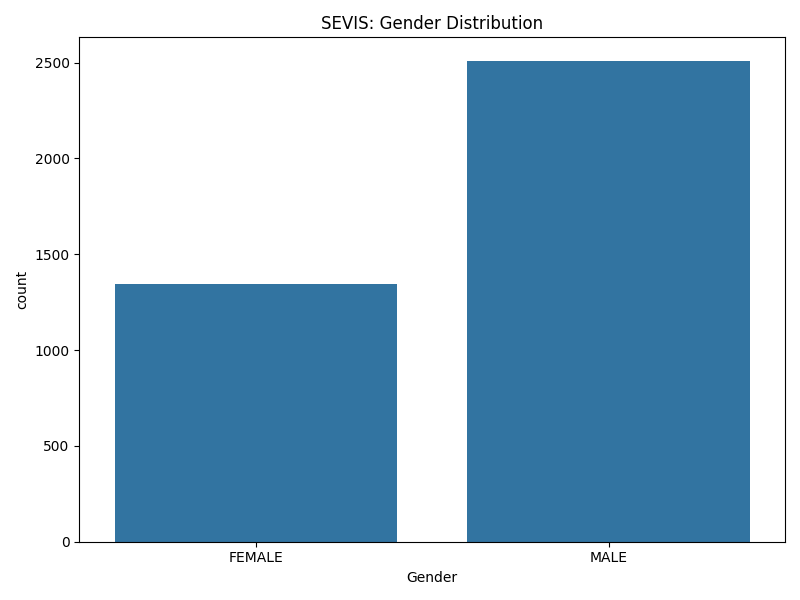 SEVIS: Gender Distribution
2500
2000
1500
1000
500
0
count
FEMALE
MALE
Gender